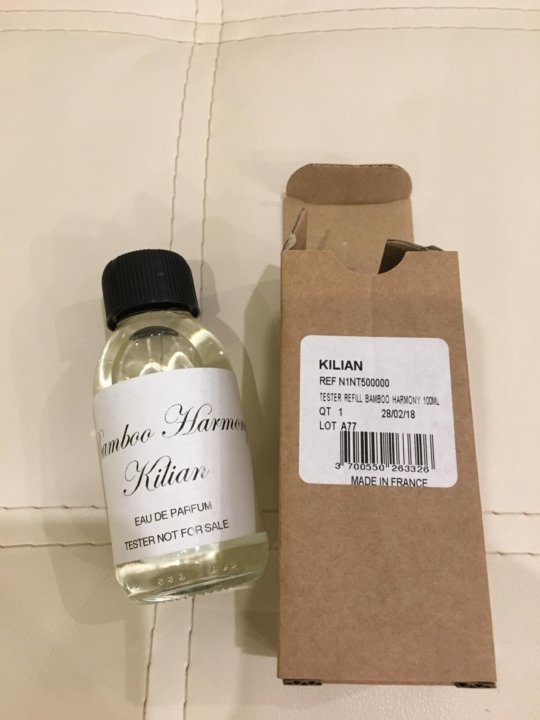 Bamboo Harmony
Kilian
EAU DE PARFUM
TESTER NOT FOR SALE
KILIAN
REF N1NT500000
TESTER REFILL BAMBOO HARMONY 100ML
QT 1 28/02/18
LOT A77
3 700550 263326
MADE IN FRANCE